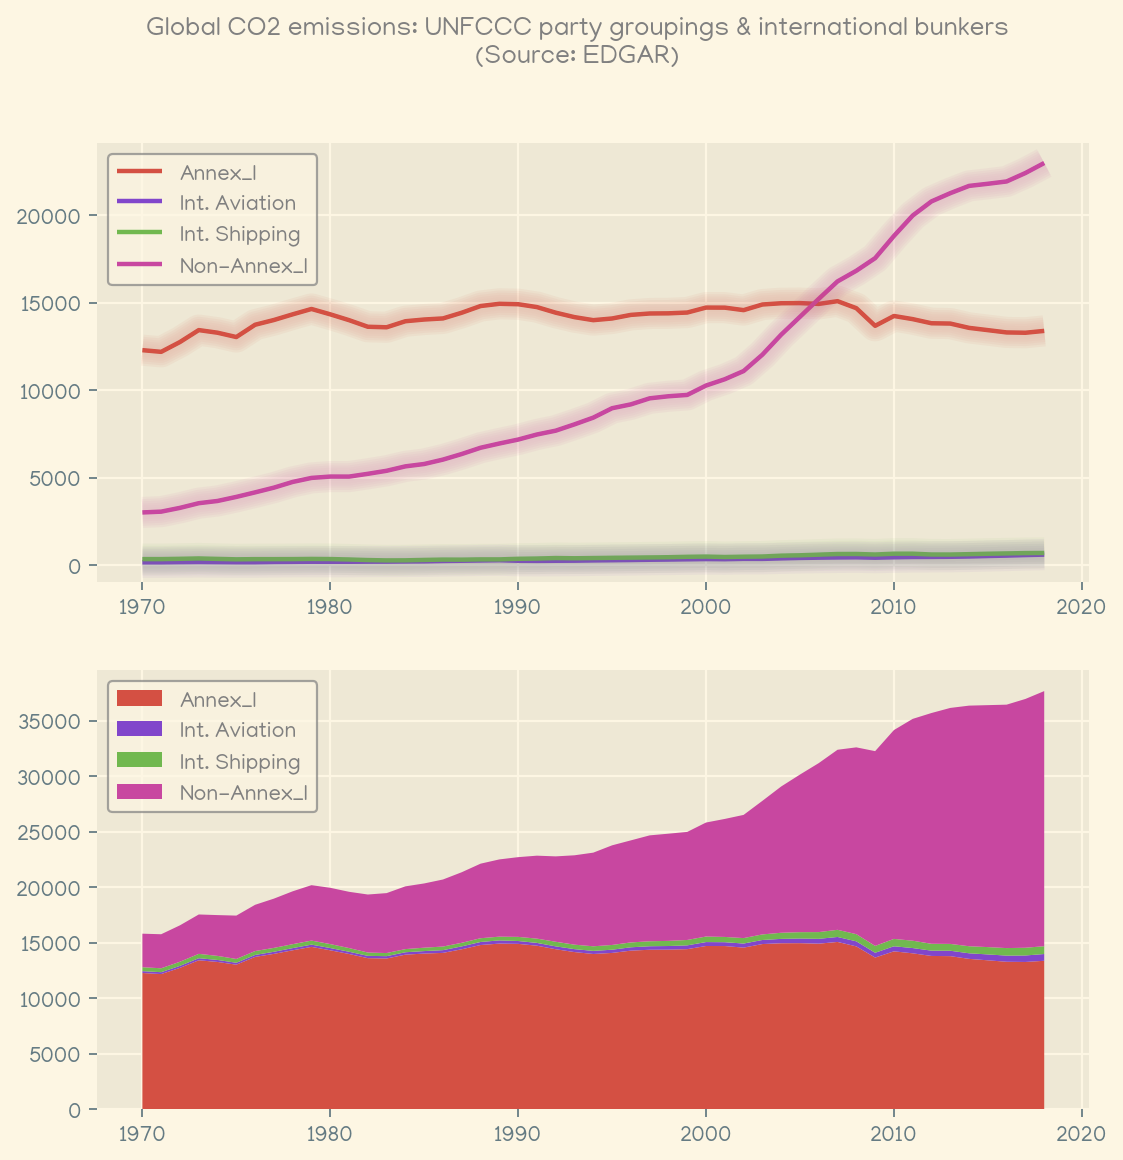 Global CO2 emissions: UNFCCC party groupings & international bunkers
(Source: EDGAR)
Annex_I
Int. Aviation
Int. Shipping
Non-Annex_I
20000
15000
10000
5000
0
1970 1980 1990 2000 2010 2020
Annex_I
Int. Aviation
Int. Shipping
Non-Annex_I
35000
30000
25000
20000
15000
10000
5000
0
1970 1980 1990 2000 2010 2020